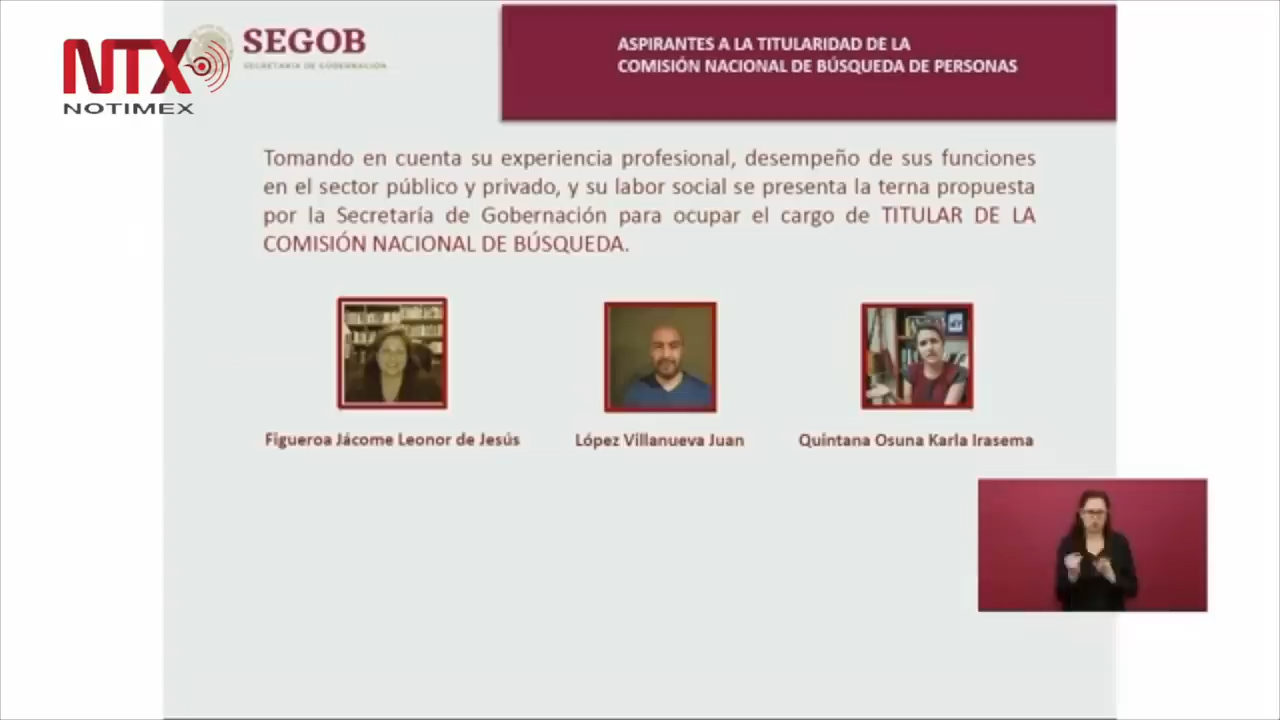 NTX
NOTIMEX
SEGOB
SECRETARÍA DE GOBERNACIÓN
ASPIRANTES A LA TITULARIDAD DE LA
COMISIÓN NACIONAL DE BÚSQUEDA DE PERSONAS
Tomando en cuenta su experiencia profesional, desempeño de sus funciones
en el sector público y privado, y su labor social se presenta la terna propuesta
por la Secretaría de Gobernación para ocupar el cargo de TITULAR DE LA
COMISIÓN NACIONAL DE BÚSQUEDA.
Figueroa Jácome Leonor de Jesús
López Villanueva Juan
Quintana Osuna Karla Irasema